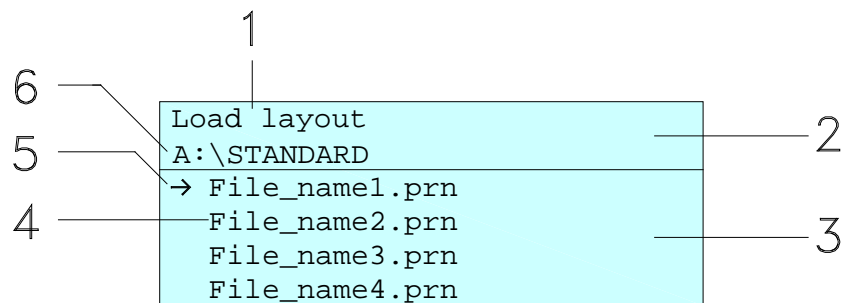 1
6
Load layout
2
A:\STANDARD
5
→ File_name1.prn
4
File_name2.prn
3
File_name3.prn
File_name4.prn